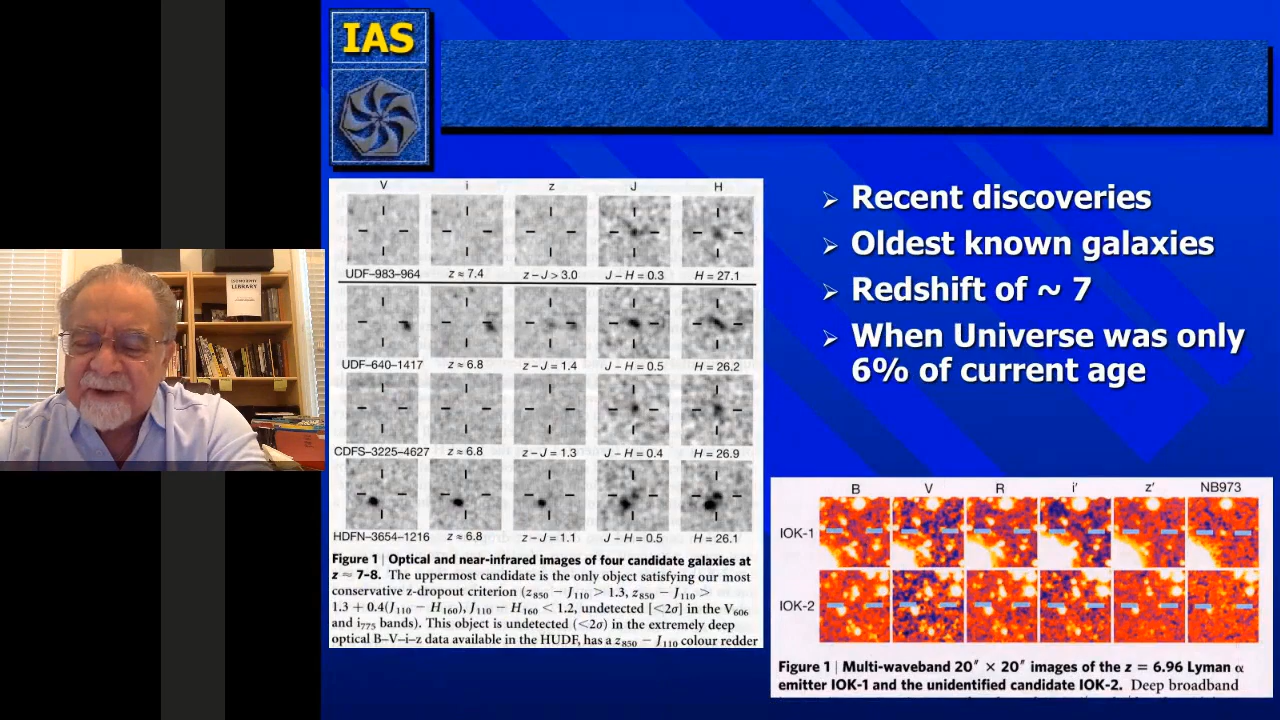 IAS
V i z J H
UDF–983–964 z ≈ 7.4 z – J > 3.0 J – H = 0.3 H = 27.1
UDF–640–1417 z ≈ 6.8 z – J = 1.4 J – H = 0.5 H = 26.2
CDFS–3225–4627 z ≈ 6.8 z – J = 1.3 J – H = 0.4 H = 26.9
HDFN–3654–1216 z ≈ 6.8 z – J = 1.1 J – H = 0.5 H = 26.1
Figure 1 | Optical and near-infrared images of four candidate galaxies at
z ≈ 7–8. The uppermost candidate is the only object satisfying our most
conservative z-dropout criterion (z850 − J110 > 1.3, z850 − J110 >
1.3 + 0.4(J110 − H160), J110 − H160 < 1.2, undetected [<2σ] in the V606
and i775 bands). This object is undetected (<2σ) in the extremely deep
optical B–V–i–z data available in the HUDF, has a z850 − J110 colour redder
Recent discoveries
Oldest known galaxies
Redshift of ~ 7
When Universe was only
6% of current age
B V R i′ z′ NB973
IOK-1
IOK-2
Figure 1 | Multi-waveband 20″ × 20″ images of the z = 6.96 Lyman α
emitter IOK-1 and the unidentified candidate IOK-2. Deep broadband
LIBRARY